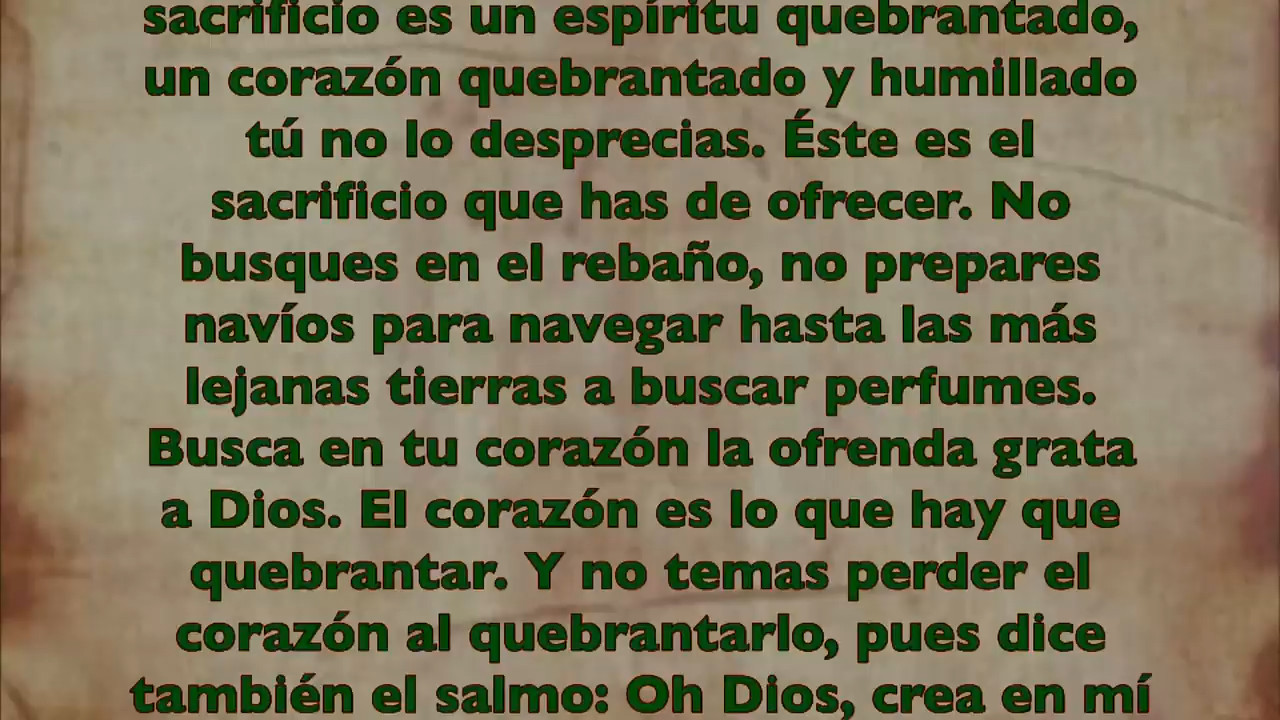 sacrificio es un espíritu quebrantado,
un corazón quebrantado y humillado
tú no lo desprecias. Éste es el
sacrificio que has de ofrecer. No
busques en el rebaño, no prepares
navíos para navegar hasta las más
lejanas tierras a buscar perfumes.
Busca en tu corazón la ofrenda grata
a Dios. El corazón es lo que hay que
quebrantar. Y no temas perder el
corazón al quebrantarlo, pues dice
también el salmo: Oh Dios, crea en mí